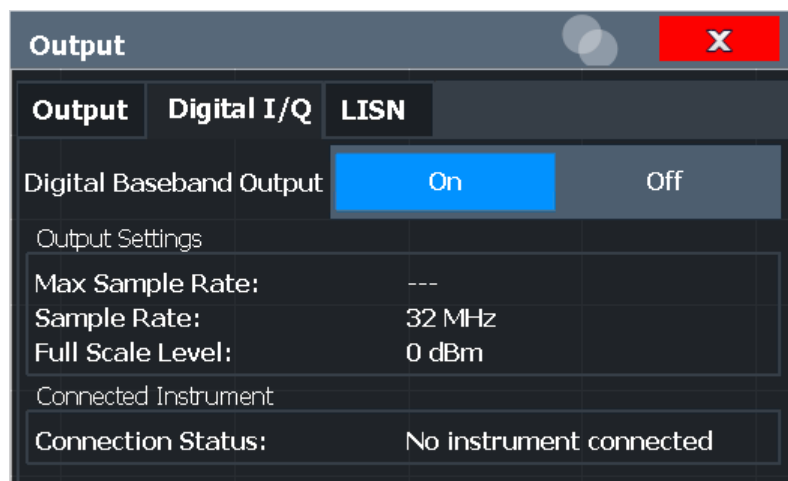 Output X
Output Digital I/Q LISN
Digital Baseband Output On Off
Output Settings
Max Sample Rate: ---
Sample Rate: 32 MHz
Full Scale Level: 0 dBm
Connected Instrument
Connection Status: No instrument connected